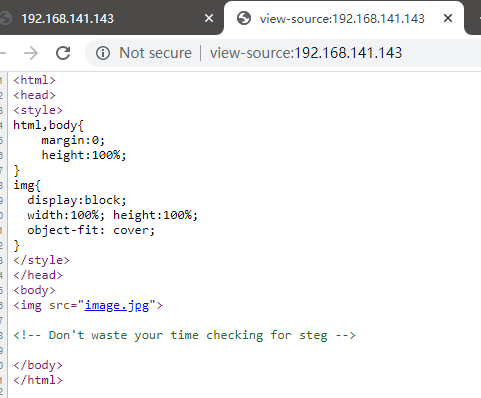 192.168.141.143
view-source:192.168.141.143
Not secure | view-source:192.168.141.143
<html>
<head>
<style>
html,body{
    margin:0;
    height:100%;
}
img{
  display:block;
  width:100%; height:100%;
  object-fit: cover;
}
</style>
</head>
<body>
<img src="image.jpg">
<!-- Don't waste your time checking for steg -->
</body>
</html>